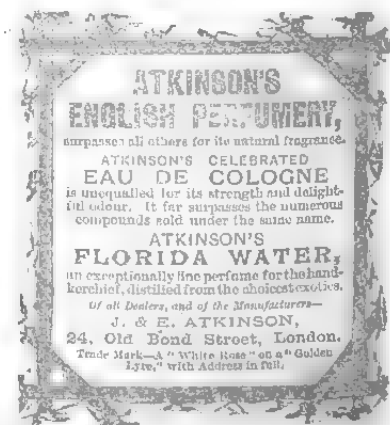 ATKINSON'S
ENGLISH PERFUMERY,
surpasses all others for its natural fragrance.
ATKINSON'S CELEBRATED
EAU DE COLOGNE
is unequalled for its strength and delight-
ful odour. It far surpasses the numerous
compounds sold under the same name.
ATKINSON'S
FLORIDA WATER,
an exceptionally fine perfume for the hand-
kerchief, distilled from the choicest exotics.
Of all Dealers, and of the Manufacturers—
J. & E. ATKINSON,
24, Old Bond Street, London.
Trade Mark—A "White Rose" on a "Golden
Lyre," with Address in full.